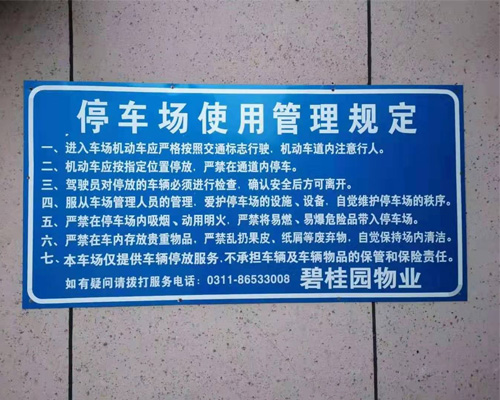 停车场使用管理规定
一、进入车场机动车应严格按照交通标志行驶，机动车道内注意行人。
二、机动车应按指定位置停放，严禁在通道内停车。
三、驾驶员对停放的车辆必须进行检查，确认安全后方可离开。
四、服从车场管理人员的管理，爱护停车场的设施、设备，自觉维护停车场的秩序。
五、严禁在停车场内吸烟、动用明火，严禁将易燃、易爆危险品带入停车场。
六、严禁在车内存放贵重物品，严禁乱扔果皮、纸屑等废弃物，自觉保持场内清洁。
七、本车场仅提供车辆停放服务，不承担车辆及车辆物品的保管和保险责任。
如有疑问请拨打服务电话：0311-86533008 碧桂园物业